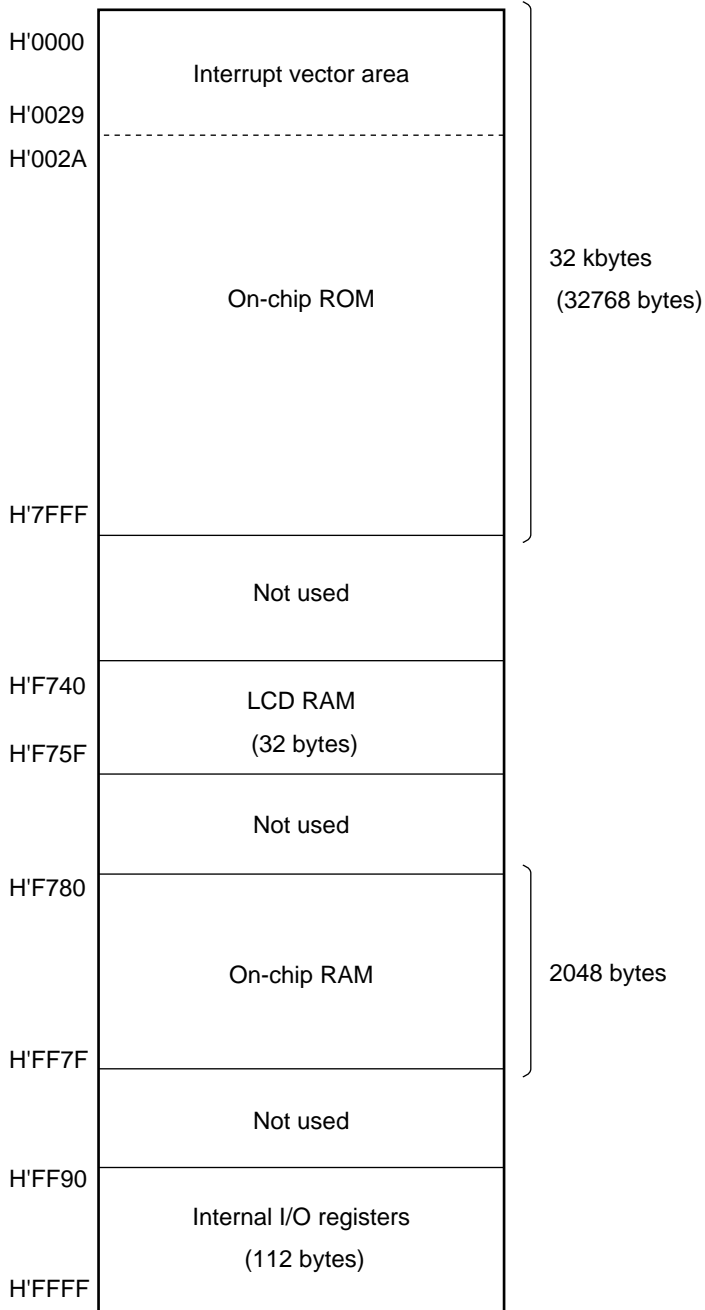 H'0000
Interrupt vector area
H'0029
H'002A
On-chip ROM
32 kbytes
(32768 bytes)
H'7FFF
Not used
H'F740
LCD RAM
(32 bytes)
H'F75F
Not used
H'F780
On-chip RAM
2048 bytes
H'FF7F
Not used
H'FF90
Internal I/O registers
(112 bytes)
H'FFFF